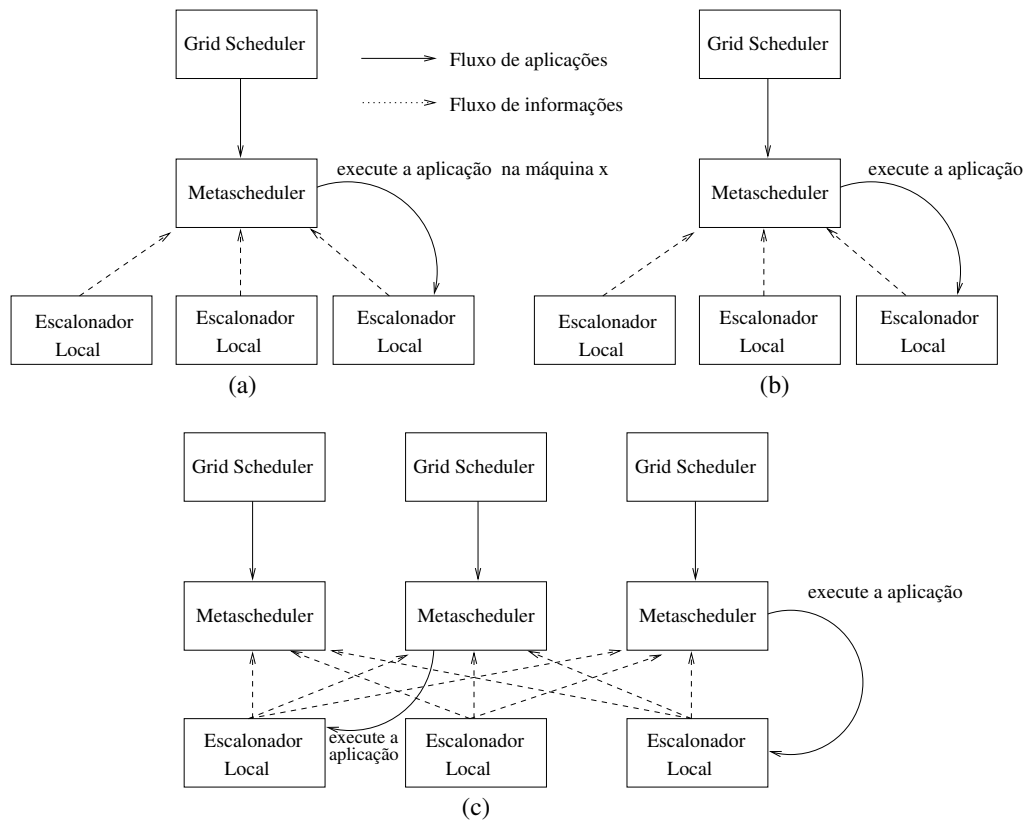 Grid Scheduler
Fluxo de aplicações
Fluxo de informações
Grid Scheduler
execute a aplicação na máquina x
Metascheduler
execute a aplicação
Metascheduler
Escalonador
Local
Escalonador
Local
Escalonador
Local
Escalonador
Local
Escalonador
Local
Escalonador
Local
(a)
(b)
Grid Scheduler
Grid Scheduler
Grid Scheduler
Metascheduler
Metascheduler
Metascheduler
execute a aplicação
Escalonador
Local
execute a
aplicação
Escalonador
Local
Escalonador
Local
(c)